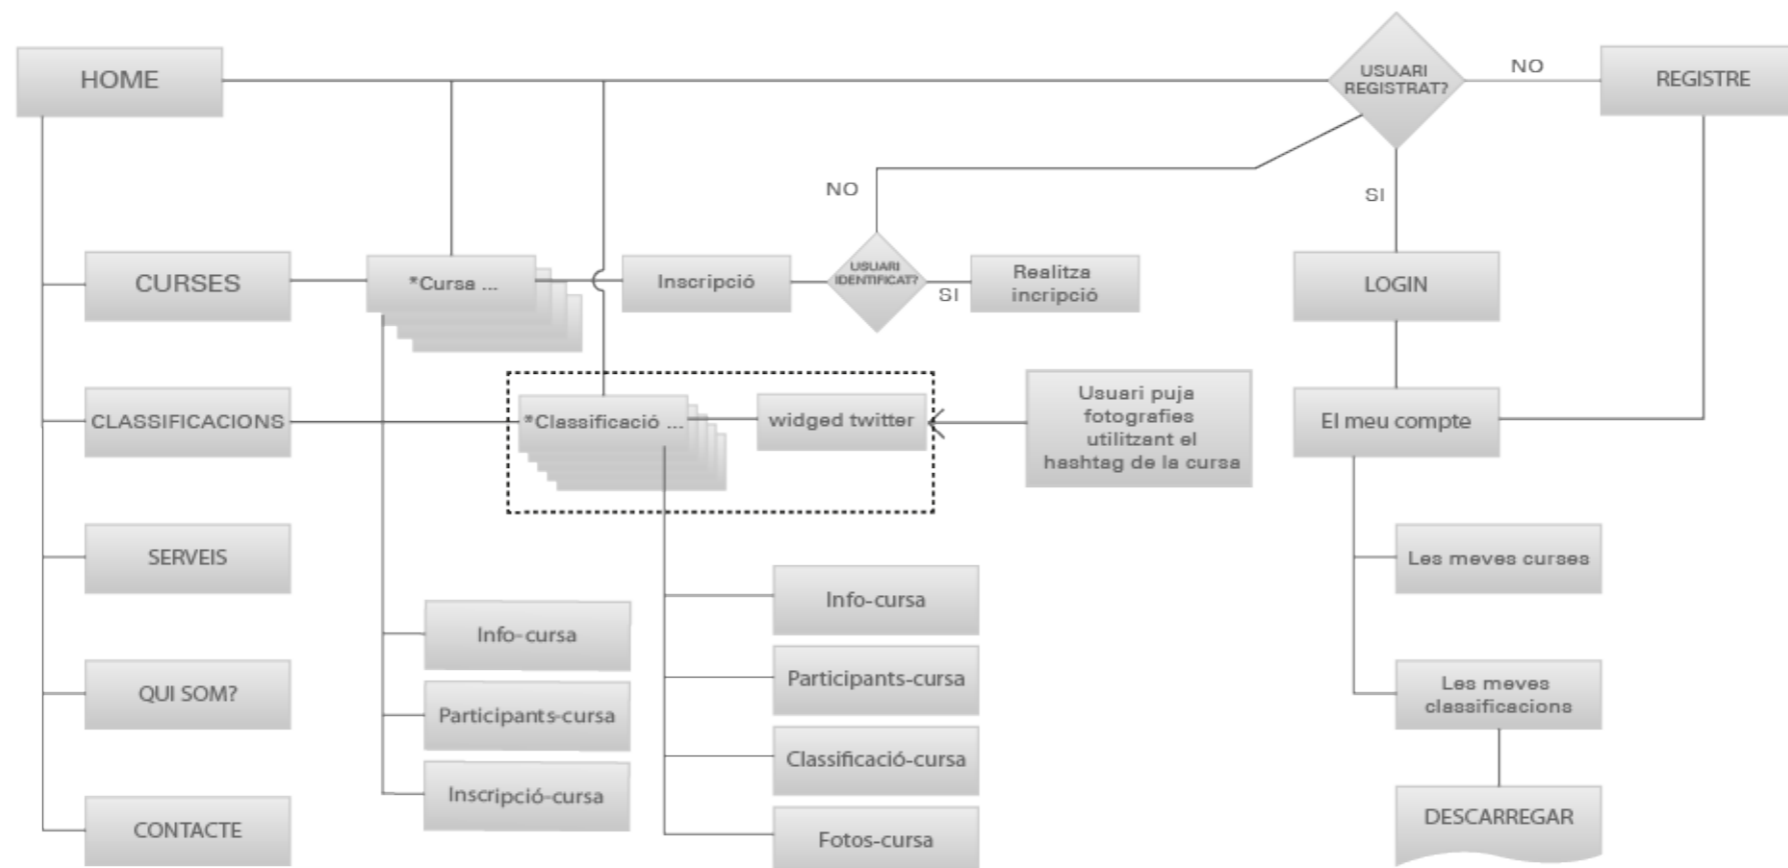 HOME
USUARI
REGISTRAT?
NO
REGISTRE
NO
SI
CURSES
*Cursa ...
Inscripció
USUARI
IDENTIFICAT?
SI
Realitza
incripció
LOGIN
CLASSIFICACIONS
*Classificació ...
widged twitter
Usuari puja
fotografies
utilitzant el
hashtag de la cursa
El meu compte
SERVEIS
Les meves curses
Info-cursa
Info-cursa
QUI SOM?
Participants-cursa
Participants-cursa
Les meves
classificacions
Classificació-cursa
Inscripció-cursa
CONTACTE
Fotos-cursa
DESCARREGAR